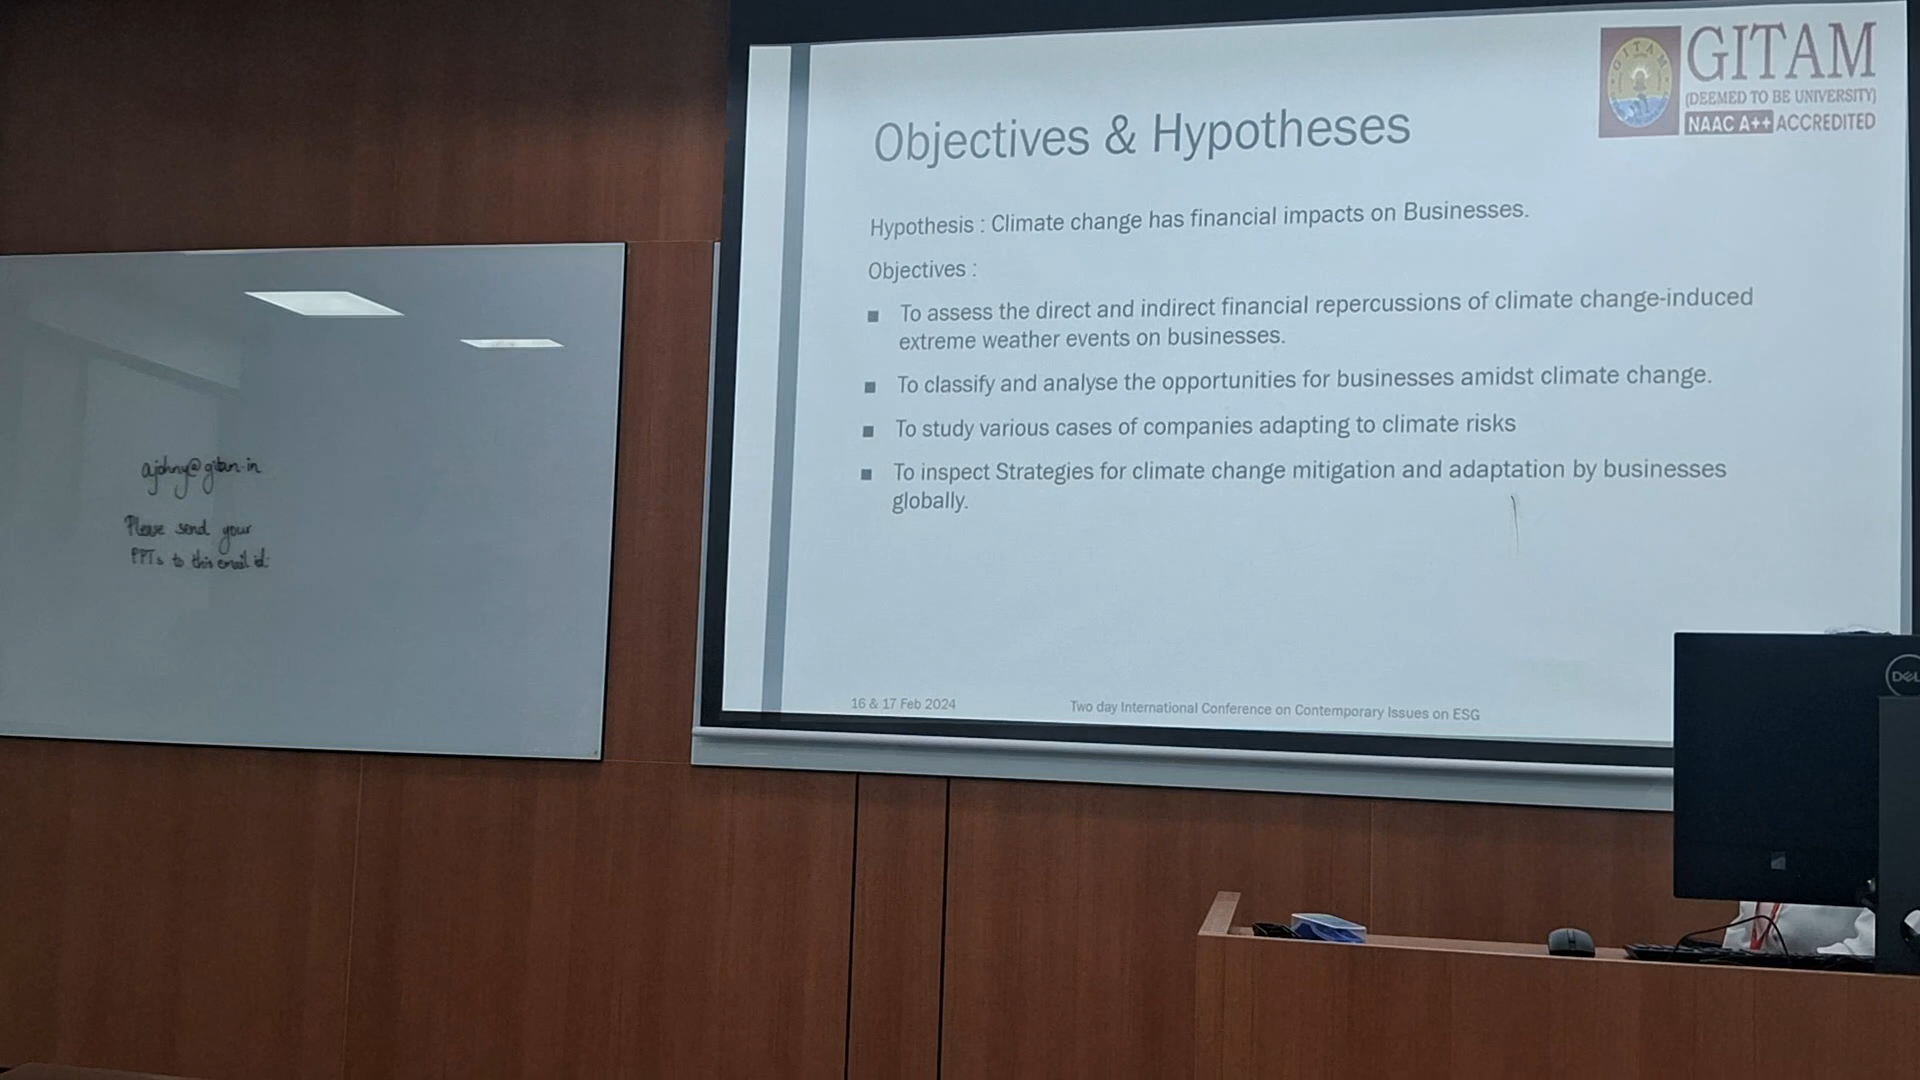 ajohny@gitam.in
Please send your
PPTs to this email id.
GITAM
(DEEMED TO BE UNIVERSITY)
NAAC A++ ACCREDITED
Objectives & Hypotheses
Hypothesis : Climate change has financial impacts on Businesses.
Objectives :
■ To assess the direct and indirect financial repercussions of climate change-induced
extreme weather events on businesses.
■ To classify and analyse the opportunities for businesses amidst climate change.
■ To study various cases of companies adapting to climate risks
■ To inspect Strategies for climate change mitigation and adaptation by businesses
globally.
16 & 17 Feb 2024
Two day International Conference on Contemporary Issues on ESG
DELL